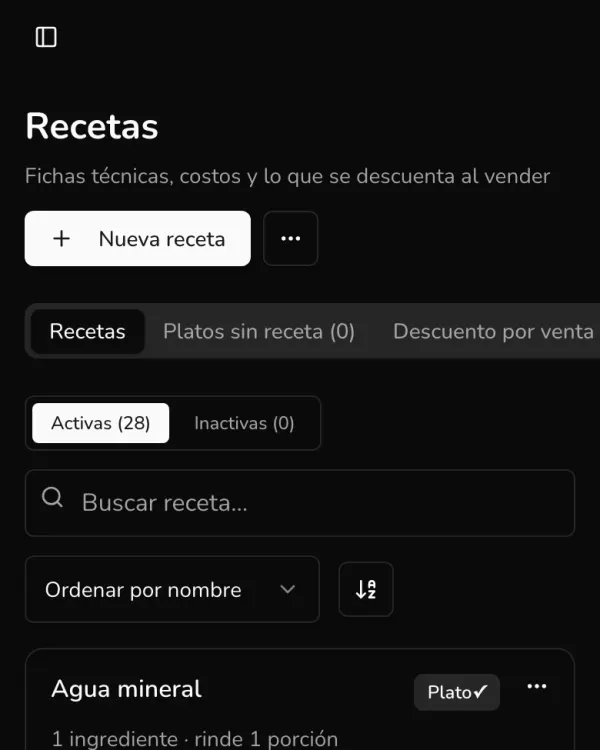 Recetas
Fichas técnicas, costos y lo que se descuenta al vender
+ Nueva receta
Recetas Platos sin receta (0) Descuento por venta
Activas (28) Inactivas (0)
Buscar receta...
Ordenar por nombre
Agua mineral Plato✓
1 ingrediente · rinde 1 porción